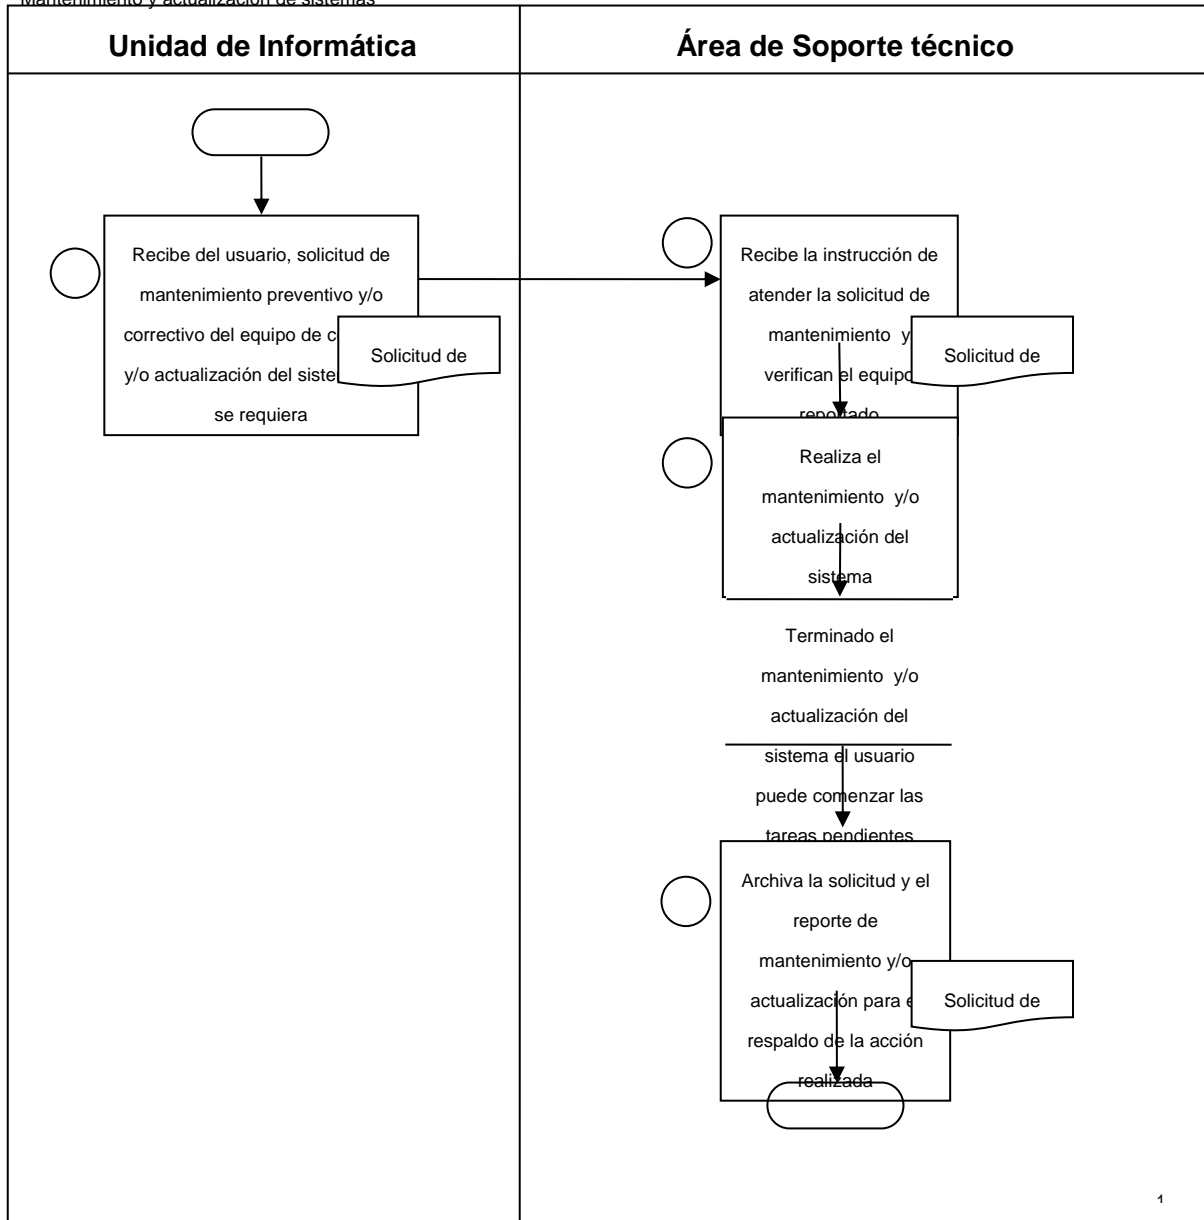 Mantenimiento y actualización de sistemas
Unidad de Informática
Área de Soporte técnico
Recibe del usuario, solicitud de
mantenimiento preventivo y/o
correctivo del equipo de
y/o actualización del
se requiera
Solicitud de
Recibe la instrucción de
atender la solicitud de
mantenimiento y
verifican el equipo
reportado
Solicitud de
Realiza el
mantenimiento y/o
actualización del
sistema
Terminado el
mantenimiento y/o
actualización del
sistema el usuario
puede comenzar las
tareas pendientes
Archiva la solicitud y el
reporte de
mantenimiento y/o
actualización para
respaldo de la acción
realizada
Solicitud de
1